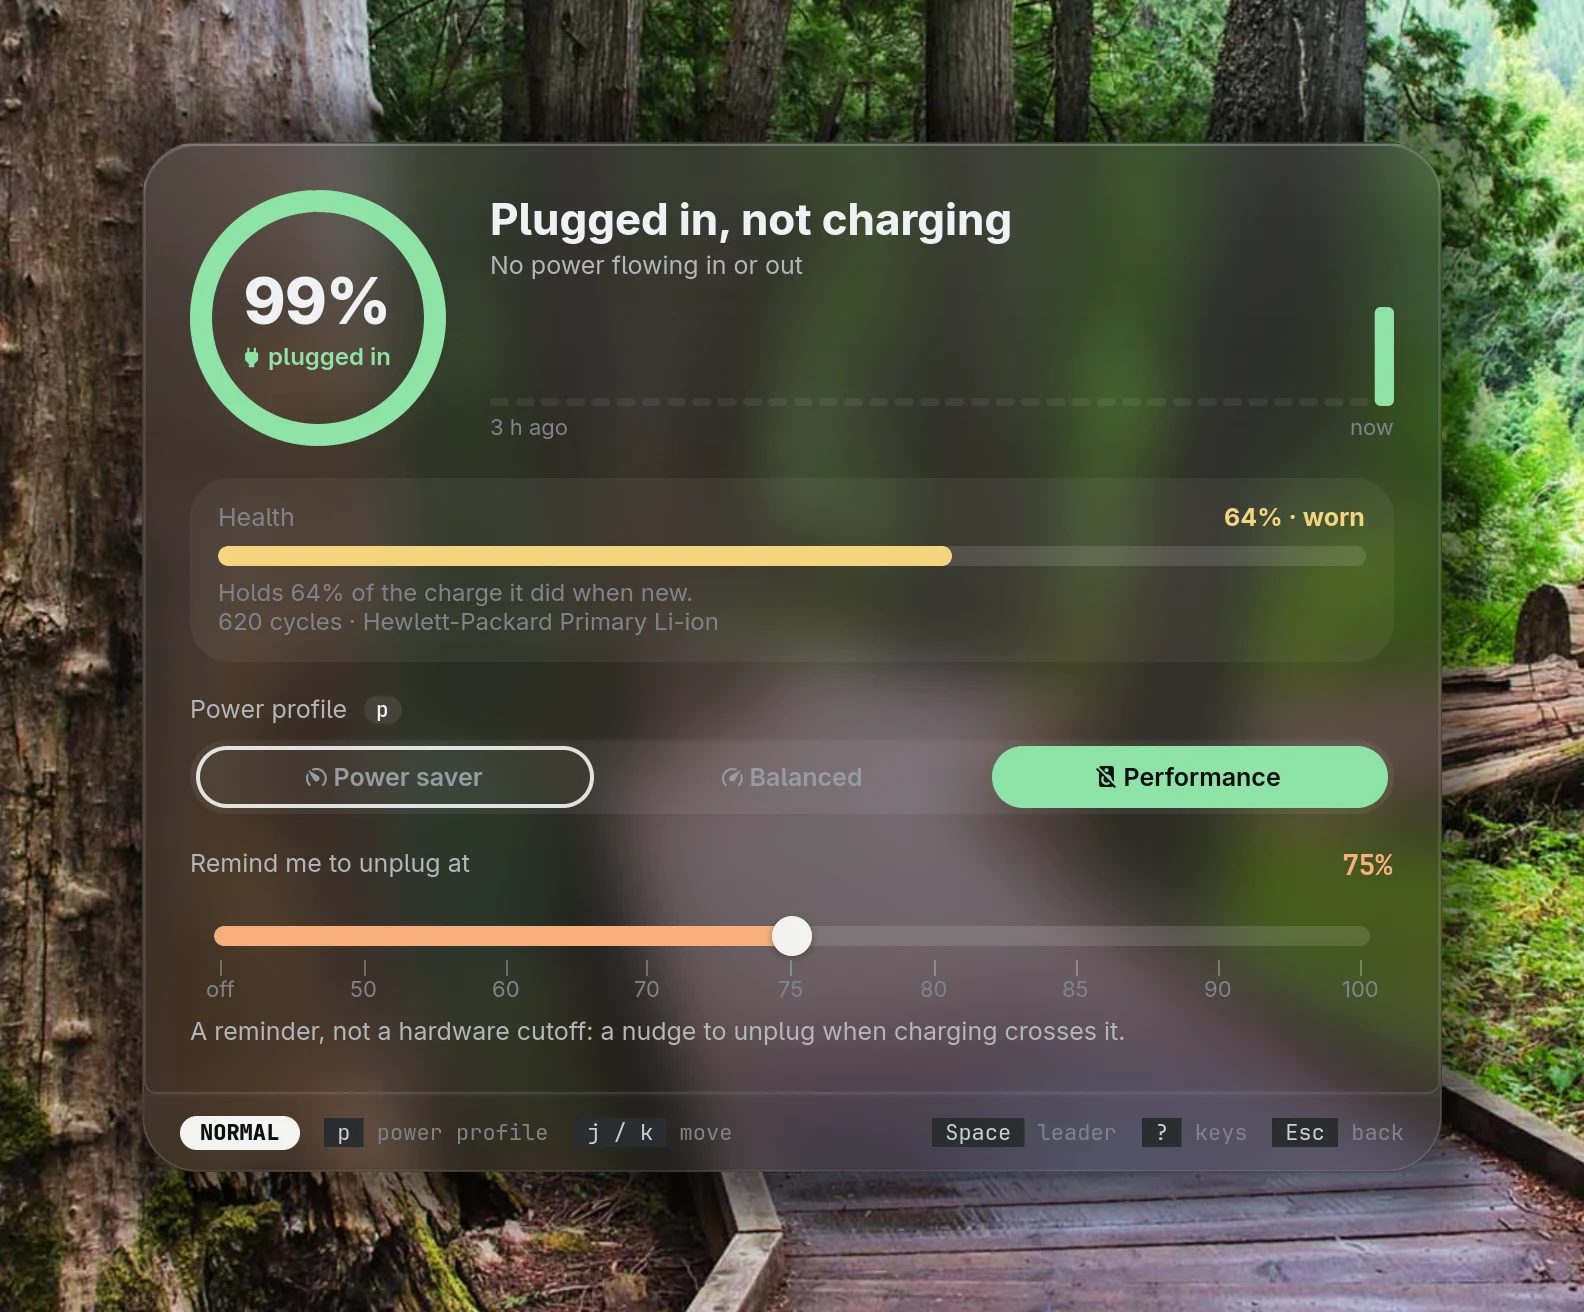 Plugged in, not charging
No power flowing in or out
99%
plugged in
3 h ago
now
Health
64% · worn
Holds 64% of the charge it did when new.
620 cycles · Hewlett-Packard Primary Li-ion
Power profile p
Power saver
Balanced
Performance
Remind me to unplug at
75%
off 50 60 70 75 80 85 90 100
A reminder, not a hardware cutoff: a nudge to unplug when charging crosses it.
NORMAL p power profile j / k move Space leader ? keys Esc back